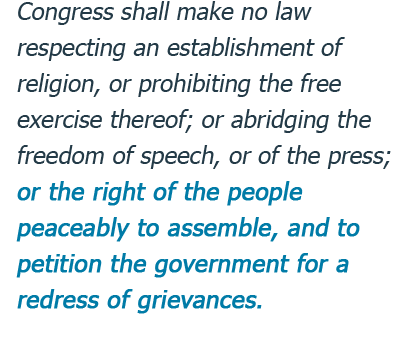 Congress shall make no law
respecting an establishment of
religion, or prohibiting the free
exercise thereof; or abridging the
freedom of speech, or of the press;
or the right of the people
peaceably to assemble, and to
petition the government for a
redress of grievances.